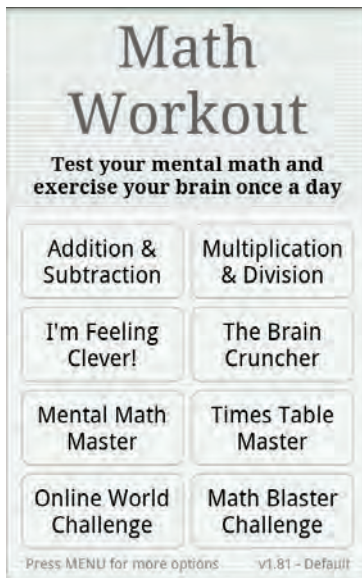 Math
Workout
Test your mental math and
exercise your brain once a day
Addition &
Subtraction
Multiplication
& Division
I'm Feeling
Clever!
The Brain
Cruncher
Mental Math
Master
Times Table
Master
Online World
Challenge
Math Blaster
Challenge
Press MENU for more options
v1.81 - Default